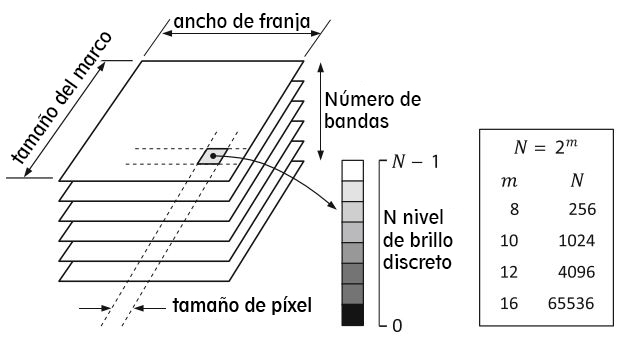 ancho de franja
tamaño del marco
Número de
bandas
N − 1
N nivel
de brillo
discreto
0
tamaño de píxel
N = 2^m
m N
8 256
10 1024
12 4096
16 65536